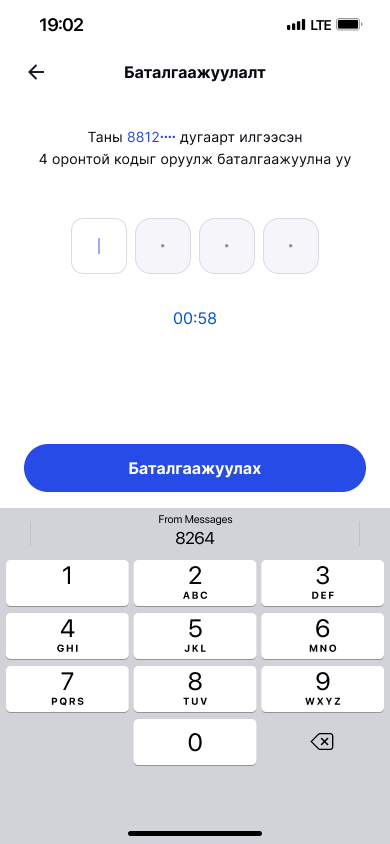 19:02
LTE
Баталгаажуулалт
Таны 8812···· дугаарт илгээсэн
4 оронтой кодыг оруулж баталгаажуулна уу
00:58
Баталгаажуулах
From Messages
8264
1
2
ABC
3
DEF
4
GHI
5
JKL
6
MNO
7
PQRS
8
TUV
9
WXYZ
0